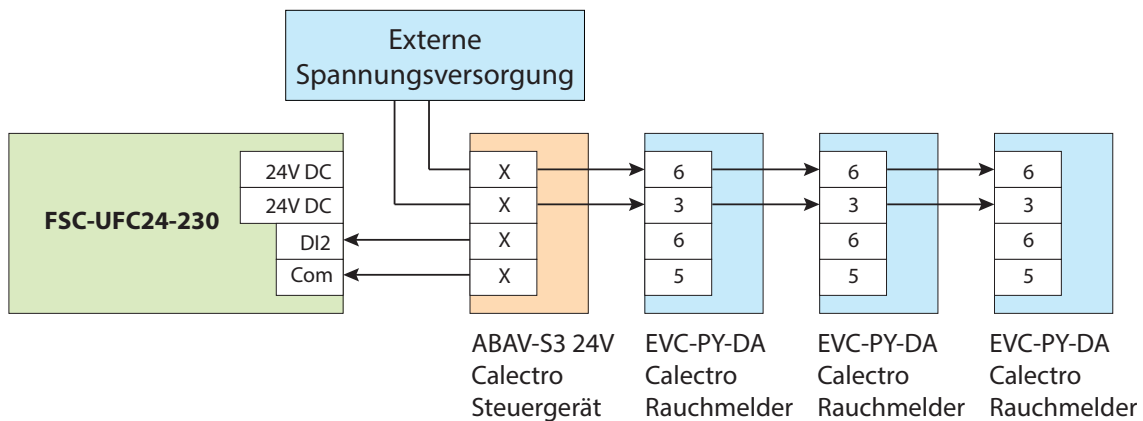 Externe
Spannungsversorgung
FSC-UFC24-230
24V DC
24V DC
DI2
Com
X
X
X
X
6
3
6
5
6
3
6
5
6
3
6
5
ABAV-S3 24V
Calectro
Steuergerät
EVC-PY-DA
Calectro
Rauchmelder
EVC-PY-DA
Calectro
Rauchmelder
EVC-PY-DA
Calectro
Rauchmelder